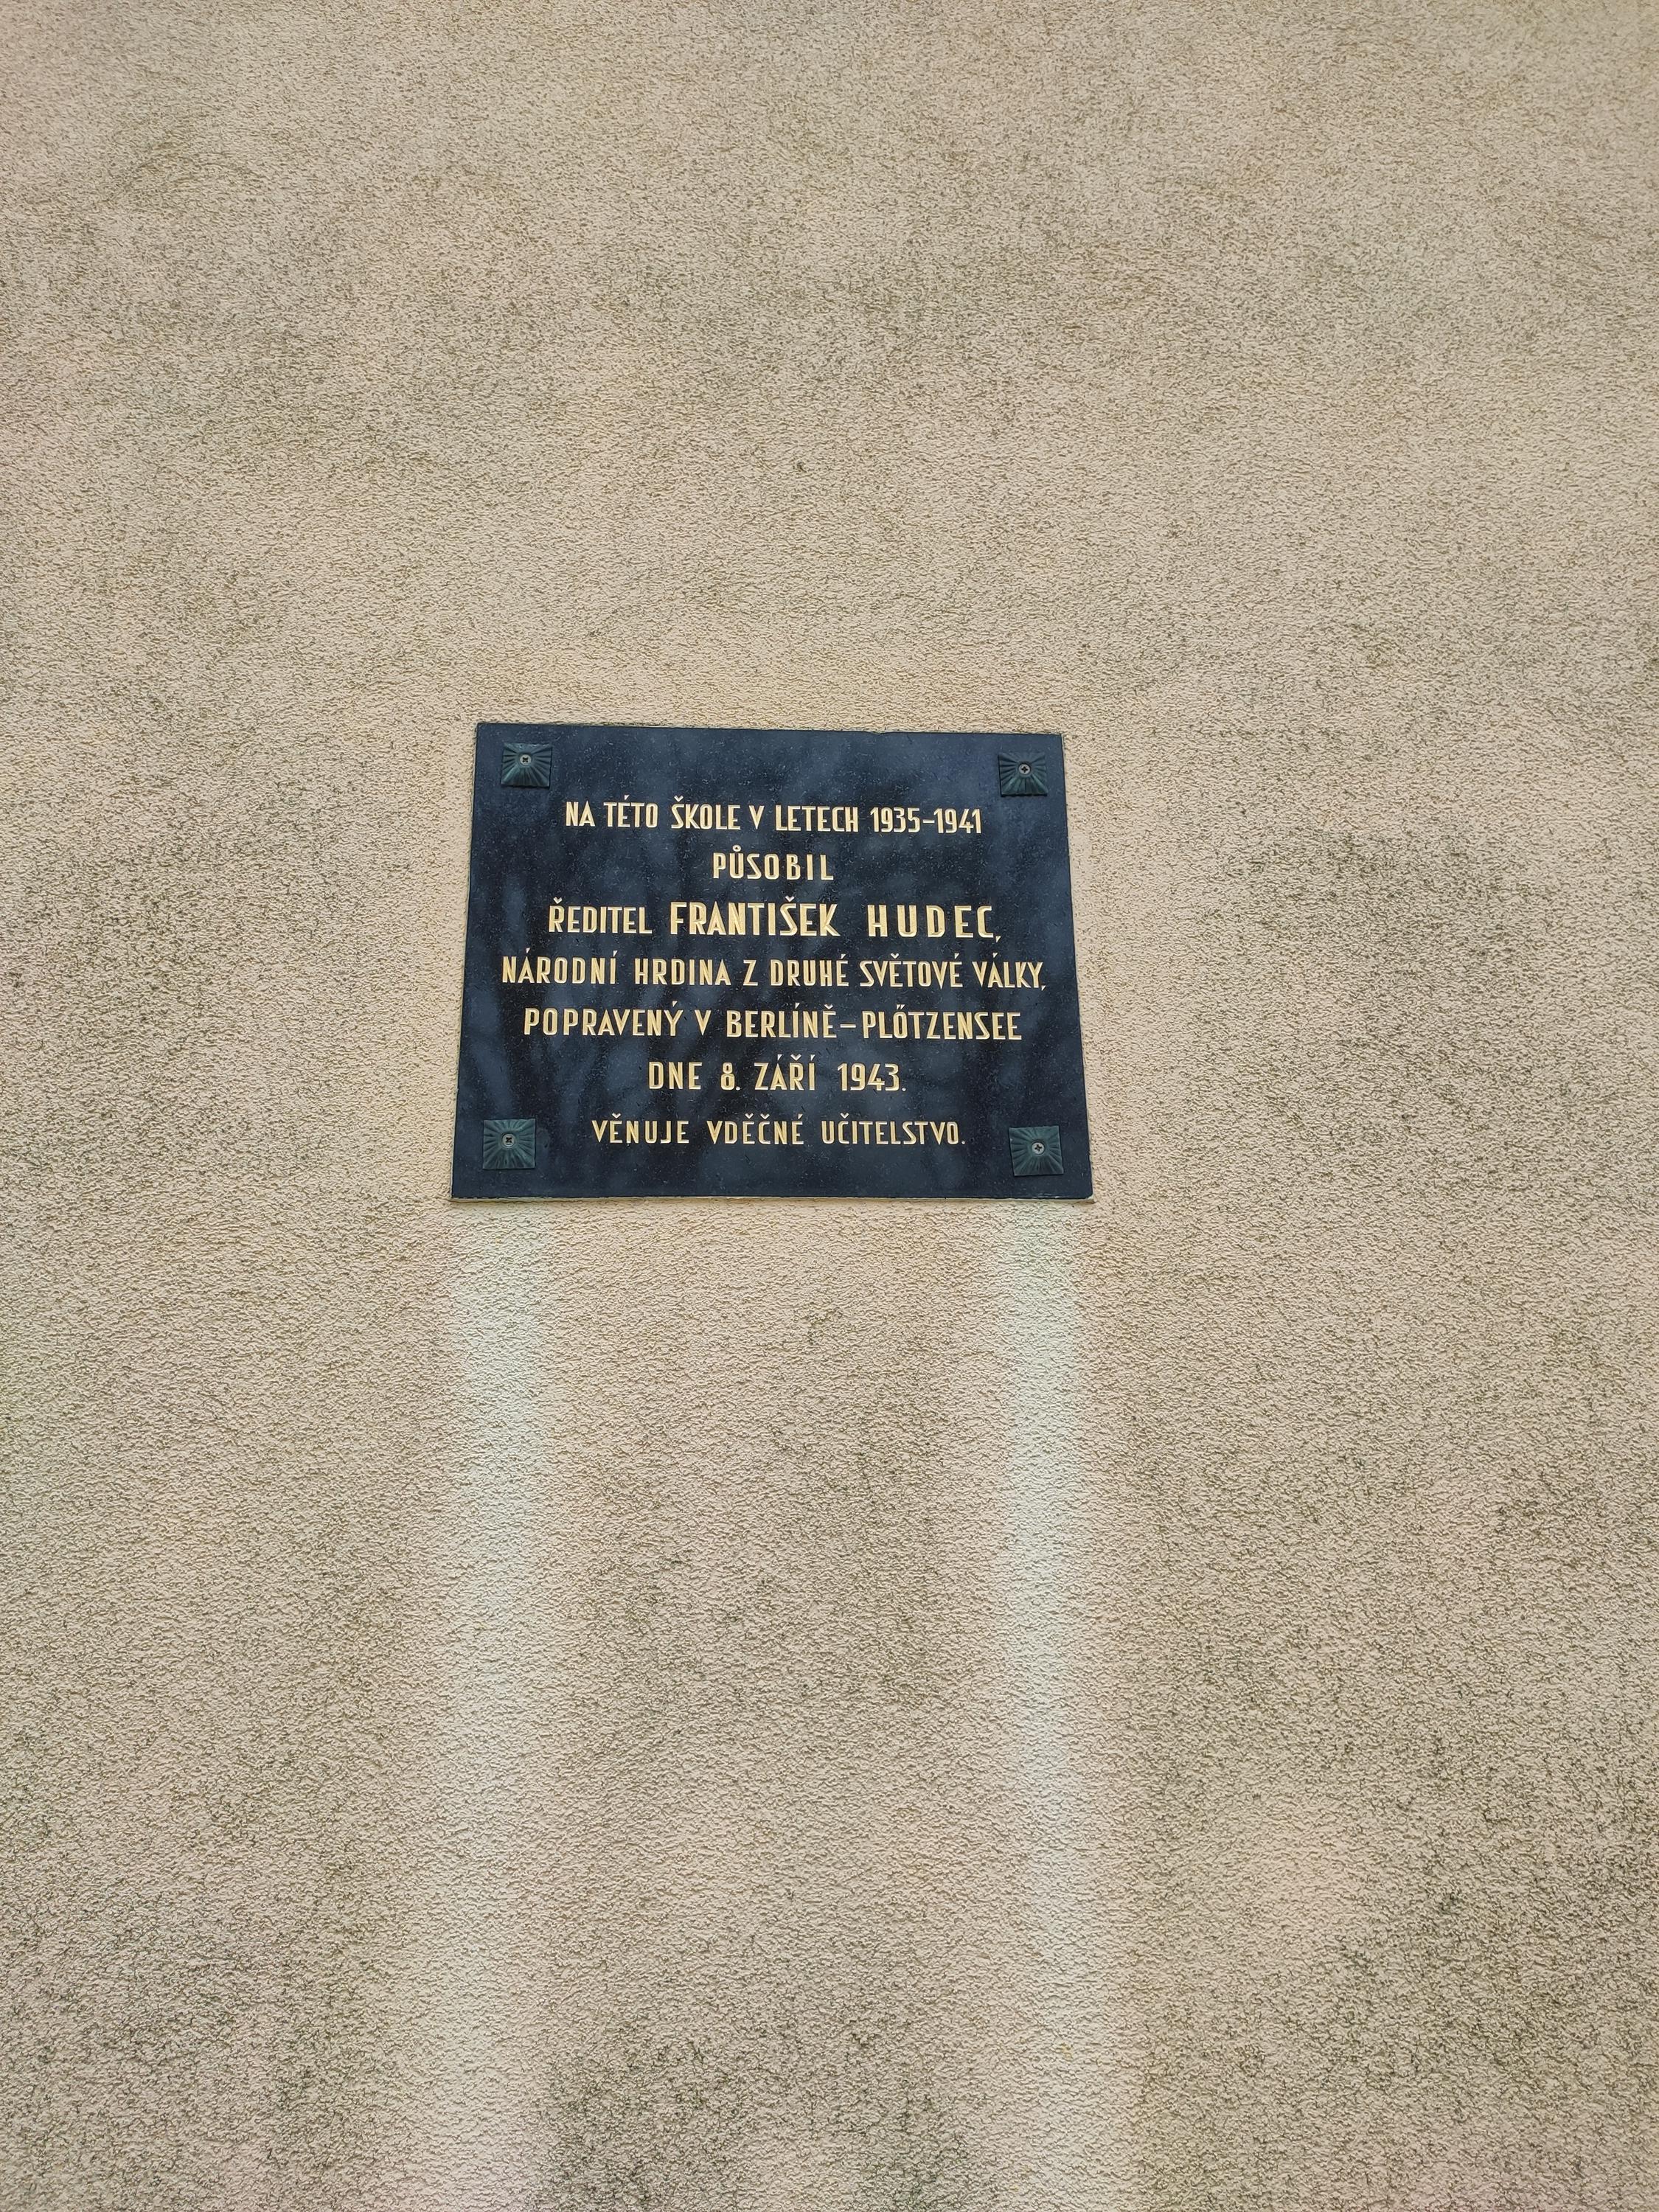 NA TÉTO ŠKOLE V LETECH 1935-1941
PŮSOBIL
ŘEDITEL FRANTIŠEK HUDEC,
NÁRODNÍ HRDINA Z DRUHÉ SVĚTOVÉ VÁLKY,
POPRAVENÝ V BERLÍNĚ-PLŐTZENSEE
DNE 8. ZÁŘÍ 1943.
VĚNUJE VDĚČNÉ UČITELSTVO.